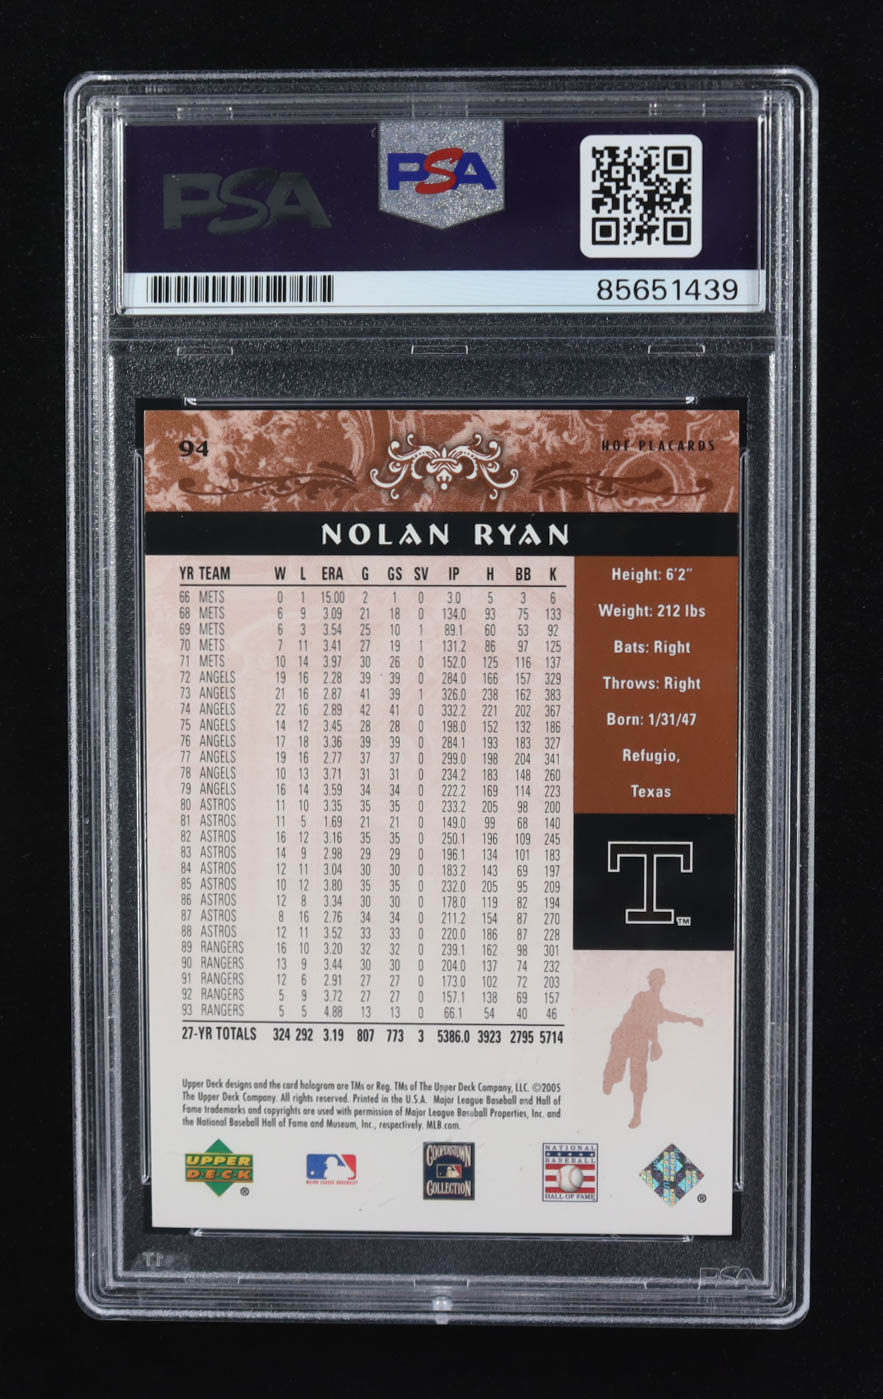 PSA
PSA
85651439
94
HOF PLACARDS
NOLAN RYAN
YR TEAM W L ERA G GS SV IP H BB K
66 METS 0 1 15.00 2 1 0 3.0 5 3 6
68 METS 6 9 3.09 21 18 0 134.0 93 75 133
69 METS 6 3 3.54 25 10 1 89.1 60 53 92
70 METS 7 11 3.41 27 19 1 131.2 86 97 125
71 METS 10 14 3.97 30 26 0 152.0 125 116 137
72 ANGELS 19 16 2.28 39 39 0 284.0 166 157 329
73 ANGELS 21 16 2.87 41 39 1 326.0 238 162 383
74 ANGELS 22 16 2.89 42 41 0 332.2 221 202 367
75 ANGELS 14 12 3.45 28 28 0 198.0 152 132 186
76 ANGELS 17 18 3.36 39 39 0 284.1 193 183 327
77 ANGELS 19 16 2.77 37 37 0 299.0 198 204 341
78 ANGELS 10 13 3.71 31 31 0 234.2 183 148 260
79 ANGELS 16 14 3.59 34 34 0 222.2 169 114 223
80 ASTROS 11 10 3.35 35 35 0 233.2 205 98 200
81 ASTROS 11 5 1.69 21 21 0 149.0 99 68 140
82 ASTROS 16 12 3.16 35 35 0 250.1 196 109 245
83 ASTROS 14 9 2.98 29 29 0 196.1 134 101 183
84 ASTROS 12 11 3.04 30 30 0 183.2 143 69 197
85 ASTROS 10 12 3.80 35 35 0 232.0 205 95 209
86 ASTROS 12 8 3.34 30 30 0 178.0 119 82 194
87 ASTROS 8 16 2.76 34 34 0 211.2 154 87 270
88 ASTROS 12 11 3.52 33 33 0 220.0 186 87 228
89 RANGERS 16 10 3.20 32 32 0 239.1 162 98 301
90 RANGERS 13 9 3.44 30 30 0 204.0 137 74 232
91 RANGERS 12 6 2.91 27 27 0 173.0 102 72 203
92 RANGERS 5 9 3.72 27 27 0 157.1 138 69 157
93 RANGERS 5 5 4.88 13 13 0 66.1 54 40 46
27-YR TOTALS 324 292 3.19 807 773 3 5386.0 3923 2795 5714
Height: 6'2"
Weight: 212 lbs
Bats: Right
Throws: Right
Born: 1/31/47
Refugio,
Texas
T TM
Upper Deck designs and the card hologram are TMs or Reg. TMs of The Upper Deck Company, LLC. ©2005
The Upper Deck Company. All rights reserved. Printed in the U.S.A. Major League Baseball and Hall of
Fame trademarks and copyrights are used with permission of Major League Baseball Properties, Inc. and
the National Baseball Hall of Fame and Museum, Inc., respectively. MLB.com.
UPPER
DECK ®
MAJOR LEAGUE BASEBALL®
COOPERSTOWN
COLLECTION
NATIONAL
BASEBALL
HALL OF FAME
®
PSA